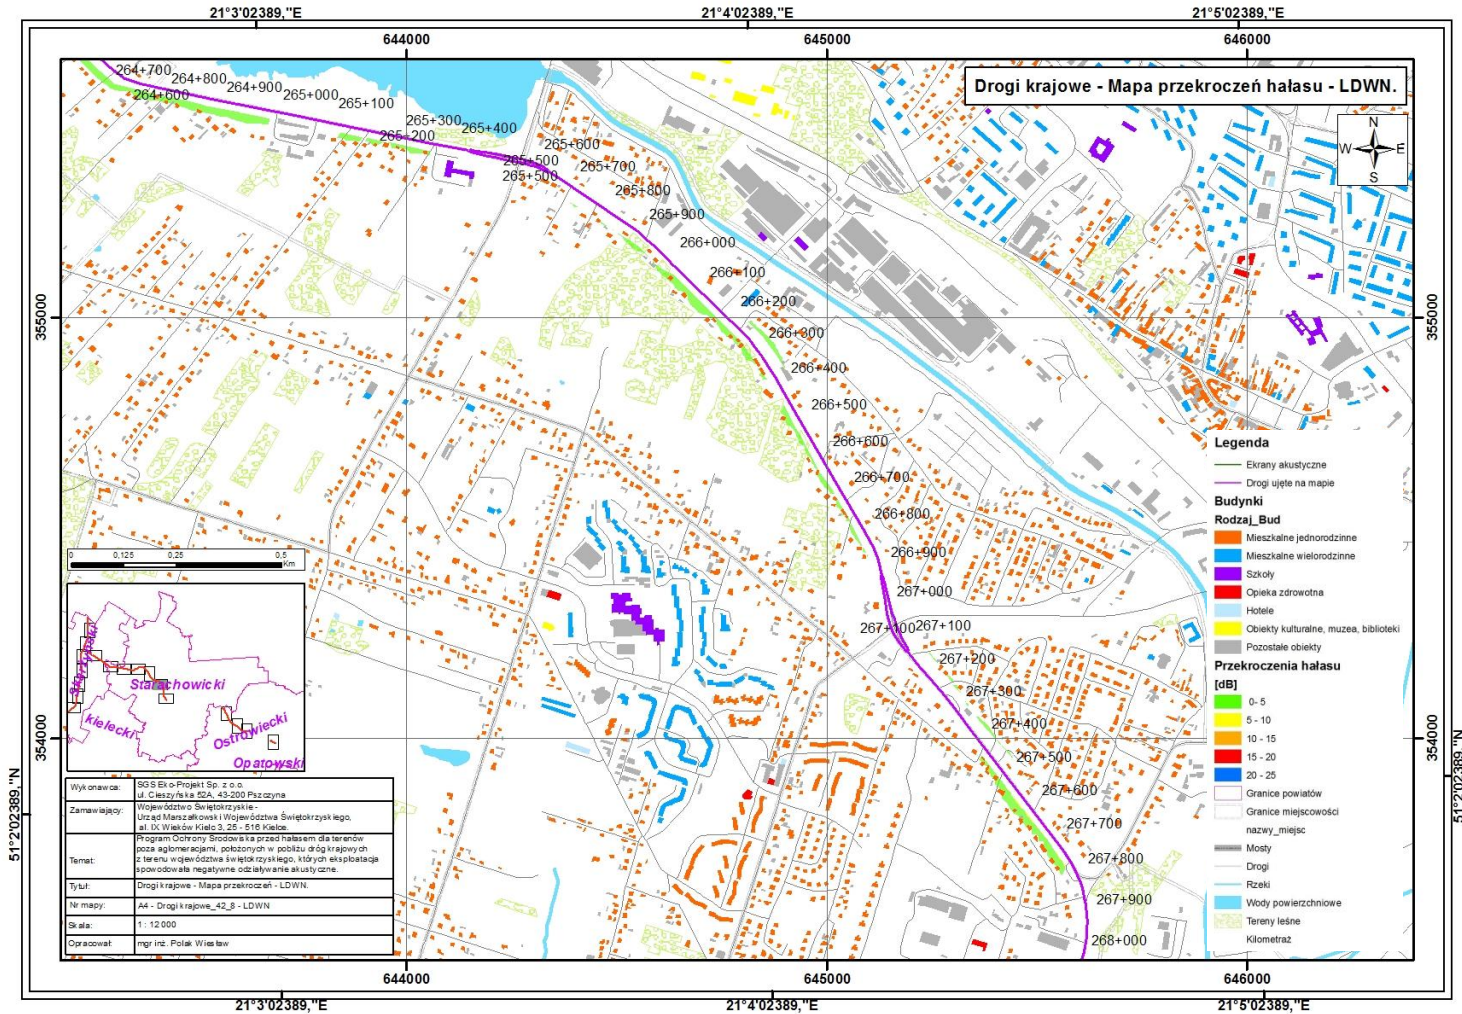 21°3'02389,"E
21°4'02389,"E
21°5'02389,"E
644000
645000
646000
Drogi krajowe - Mapa przekroczeń hałasu - LDWN.
N
W
E
S
264+700
264+800
264+600
264+900
265+000
265+100
265+300
265+200
265+400
265+600
265+500
265+500
265+700
265+800
265+900
266+000
266+100
266+200
266+300
266+400
266+500
266+600
266+700
266+800
266+900
267+000
267+100
267+100
267+200
267+300
267+400
267+500
267+600
267+700
267+800
267+900
268+000
355000
355000
354000
354000
51°2'02389,"N
51°2'02389,"N
Legenda
Ekrany akustyczne
Drogi ujęte na mapie
Budynki
Rodzaj_Bud
Mieszkalne jednorodzinne
Mieszkalne wielorodzinne
Szkoły
Opieka zdrowotna
Hotele
Obiekty kulturalne, muzea, biblioteki
Pozostałe obiekty
Przekroczenia hałasu
[dB]
0- 5
5 - 10
10 - 15
15 - 20
20 - 25
Granice powiatów
Granice miejscowości
nazwy_miejsc
Mosty
Drogi
Rzeki
Wody powierzchniowe
Tereny leśne
Kilometraż
0
0,125
0,25
0,5
Km
Starachowicki
kielecki
Ostrowiecki
Opatowski
Wykonawca:
SGS Eko-Projekt Sp. z o.o.
ul. Cieszyńska 52A, 43-200 Pszczyna
Zamawiający:
Województwo Świętokrzyskie -
Urząd Marszałkowski Województwa Świętokrzyskiego,
al. IX Wieków Kielc 3, 25 - 516 Kielce.
Temat:
Program Ochrony Środowiska przed hałasem dla terenów
poza aglomeracjami, położonych w pobliżu dróg krajowych
z terenu województwa świętokrzyskiego, których eksploatacja
spowodowała negatywne oddziaływanie akustyczne.
Tytuł:
Drogi krajowe - Mapa przekroczeń - LDWN.
Nr mapy:
A4 - Drogi krajowe_42_8 - LDWN
Skala:
1 : 12 000
Opracował:
mgr inż. Polak Wiesław
644000
645000
646000
21°3'02389,"E
21°4'02389,"E
21°5'02389,"E